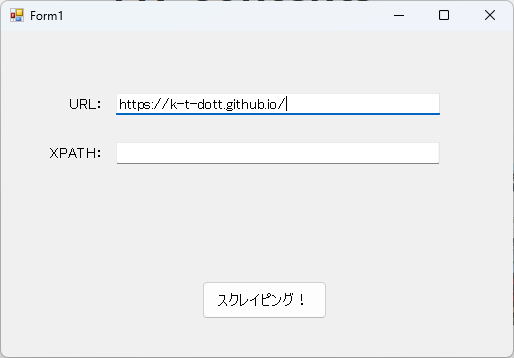 Form1
URL: https://k-t-dott.github.io/
XPATH:
スクレイピング！